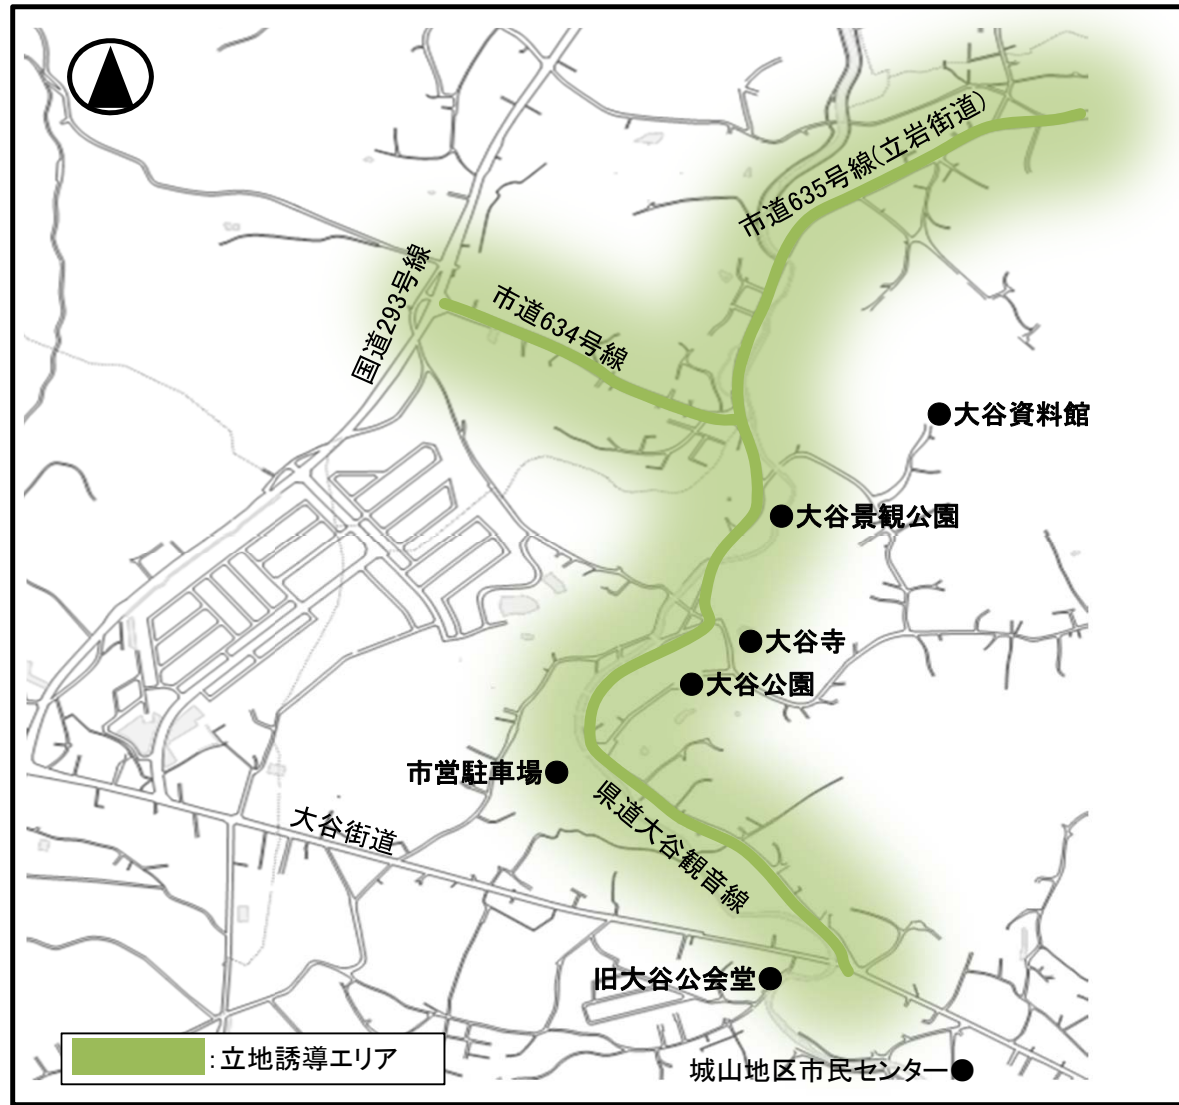 市道635号線(立岩街道)
国道293号線
市道634号線
大谷資料館
大谷景観公園
大谷寺
大谷公園
市営駐車場
県道大谷観音線
大谷街道
旧大谷公会堂
:立地誘導エリア
城山地区市民センター